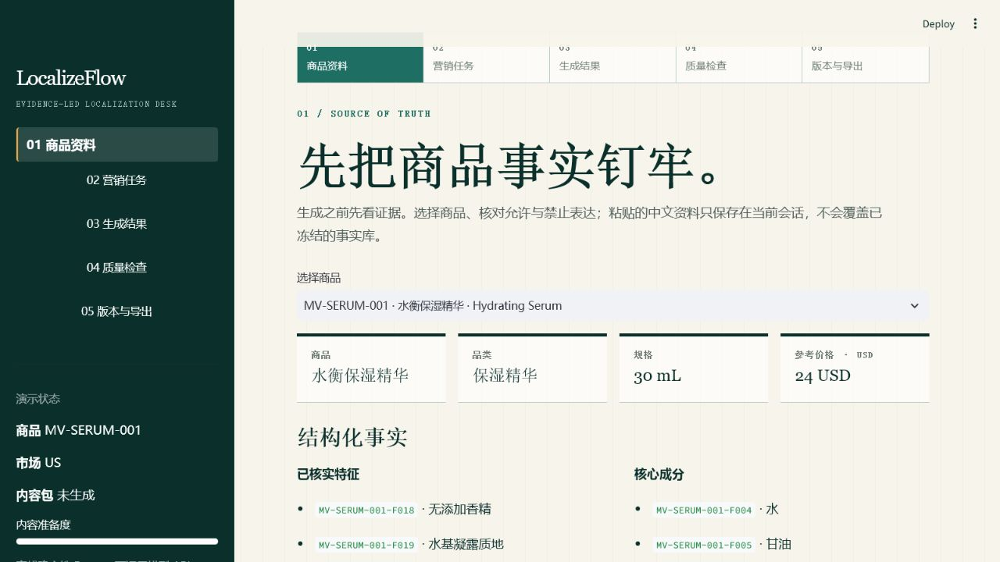 Deploy
LocalizeFlow
EVIDENCE-LED LOCALIZATION DESK
01 商品资料
02 营销任务
03 生成结果
04 质量检查
05 版本与导出
演示状态
商品 MV-SERUM-001
市场 US
内容包 未生成
内容准备度
01
商品资料
02
营销任务
03
生成结果
04
质量检查
05
版本与导出
01 / SOURCE OF TRUTH
先把商品事实钉牢。
生成之前先看证据。选择商品、核对允许与禁止表达；粘贴的中文资料只保存在当前会话，不会覆盖已
冻结的事实库。
选择商品
MV-SERUM-001 · 水衡保湿精华 · Hydrating Serum
商品
水衡保湿精华
品类
保湿精华
规格
30 mL
参考价格 · USD
24 USD
结构化事实
已核实特征
MV-SERUM-001-F018 · 无添加香精
MV-SERUM-001-F019 · 水基凝露质地
核心成分
MV-SERUM-001-F004 · 水
MV-SERUM-001-F005 · 甘油